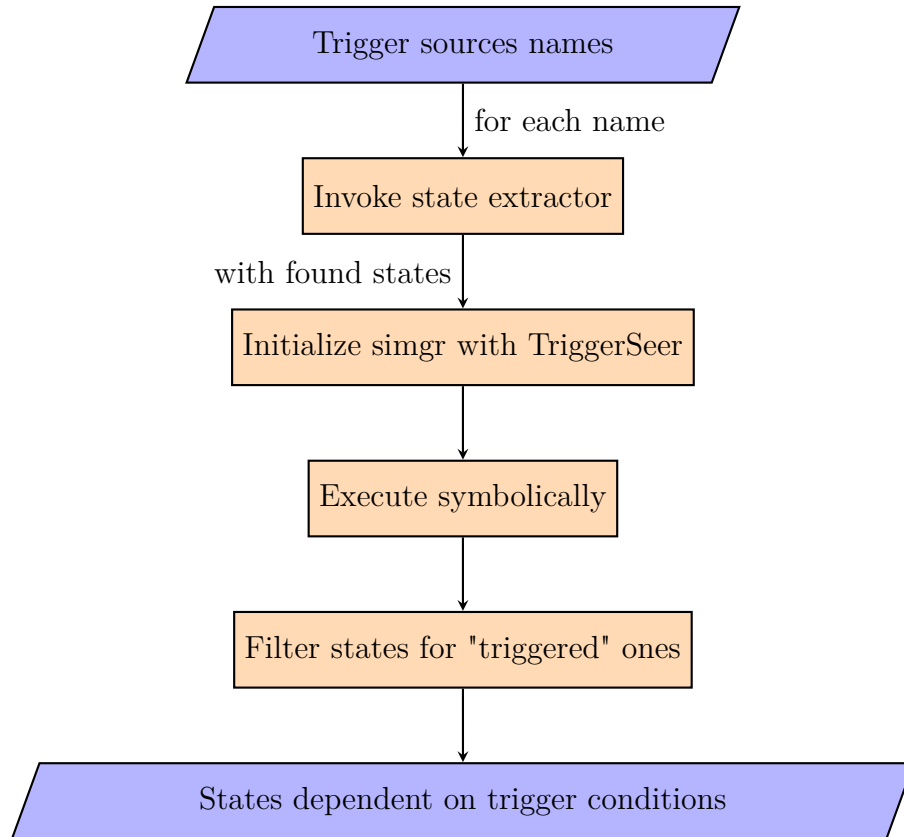 Trigger sources names
for each name
Invoke state extractor
with found states
Initialize simgr with TriggerSeer
Execute symbolically
Filter states for "triggered" ones
States dependent on trigger conditions